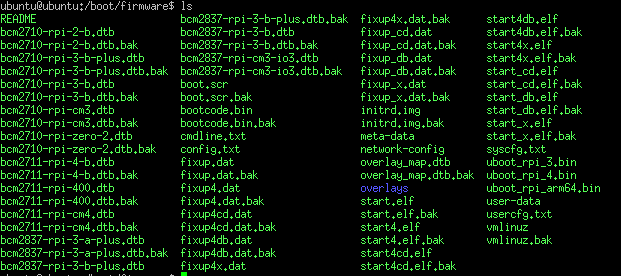 ubuntu@ubuntu:/boot/firmware$ ls
README bcm2837-rpi-3-b-plus.dtb.bak fixup4x.dat.bak start4db.elf
bcm2710-rpi-2-b.dtb bcm2837-rpi-3-b.dtb fixup_cd.dat start4db.elf.bak
bcm2710-rpi-2-b.dtb.bak bcm2837-rpi-3-b.dtb.bak fixup_cd.dat.bak start4x.elf
bcm2710-rpi-3-b-plus.dtb bcm2837-rpi-cm3-io3.dtb fixup_db.dat start4x.elf.bak
bcm2710-rpi-3-b-plus.dtb.bak bcm2837-rpi-cm3-io3.dtb.bak fixup_db.dat.bak start_cd.elf
bcm2710-rpi-3-b.dtb boot.scr fixup_x.dat start_cd.elf.bak
bcm2710-rpi-3-b.dtb.bak boot.scr.bak fixup_x.dat.bak start_db.elf
bcm2710-rpi-cm3.dtb bootcode.bin initrd.img start_db.elf.bak
bcm2710-rpi-cm3.dtb.bak bootcode.bin.bak initrd.img.bak start_x.elf
bcm2710-rpi-zero-2.dtb cmdline.txt meta-data start_x.elf.bak
bcm2710-rpi-zero-2.dtb.bak config.txt network-config syscfg.txt
bcm2711-rpi-4-b.dtb fixup.dat overlay_map.dtb uboot_rpi_3.bin
bcm2711-rpi-4-b.dtb.bak fixup.dat.bak overlay_map.dtb.bak uboot_rpi_4.bin
bcm2711-rpi-400.dtb fixup4.dat overlays uboot_rpi_arm64.bin
bcm2711-rpi-400.dtb.bak fixup4.dat.bak start.elf user-data
bcm2711-rpi-cm4.dtb fixup4cd.dat start.elf.bak usercfg.txt
bcm2711-rpi-cm4.dtb.bak fixup4cd.dat.bak start4.elf vmlinuz
bcm2837-rpi-3-a-plus.dtb fixup4db.dat start4.elf.bak vmlinuz.bak
bcm2837-rpi-3-a-plus.dtb.bak fixup4db.dat.bak start4cd.elf
bcm2837-rpi-3-b-plus.dtb fixup4x.dat start4cd.elf.bak